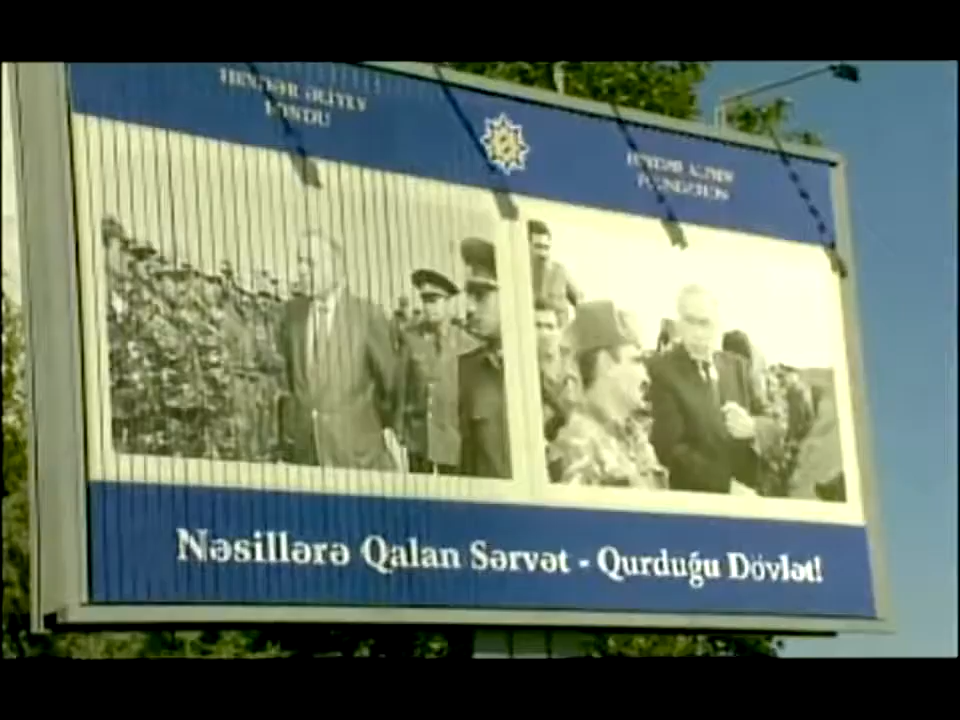 HEYDƏR ƏLİYEV
FONDU
HEYDAR ALIYEV
FOUNDATION
Nəsillərə Qalan Sərvət - Qurduğu Dövlət!